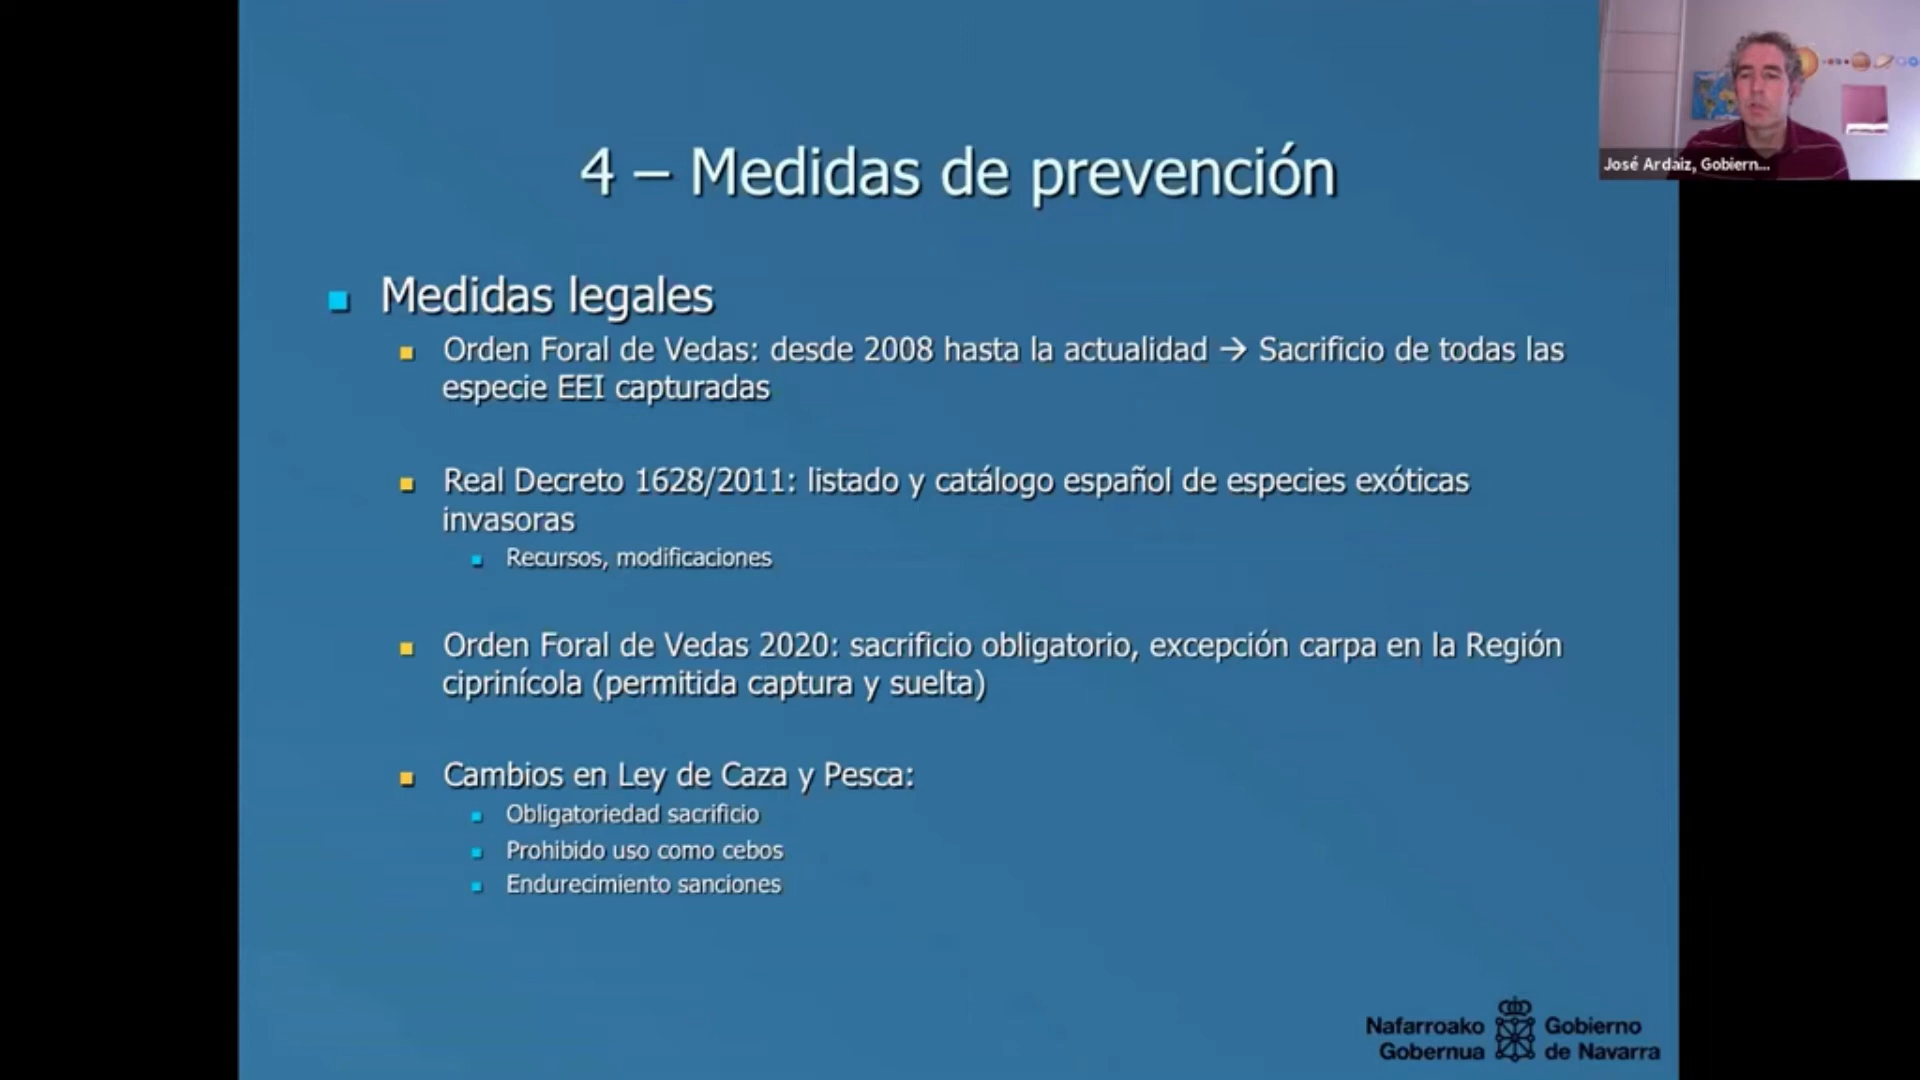 4 – Medidas de prevención
Medidas legales
Orden Foral de Vedas: desde 2008 hasta la actualidad → Sacrificio de todas las
especie EEI capturadas
Real Decreto 1628/2011: listado y catálogo español de especies exóticas
invasoras
Recursos, modificaciones
Orden Foral de Vedas 2020: sacrificio obligatorio, excepción carpa en la Región
ciprinícola (permitida captura y suelta)
Cambios en Ley de Caza y Pesca:
Obligatoriedad sacrificio
Prohibido uso como cebos
Endurecimiento sanciones
José Ardaiz, Gobiern...
Nafarroako
Gobernua
Gobierno
de Navarra